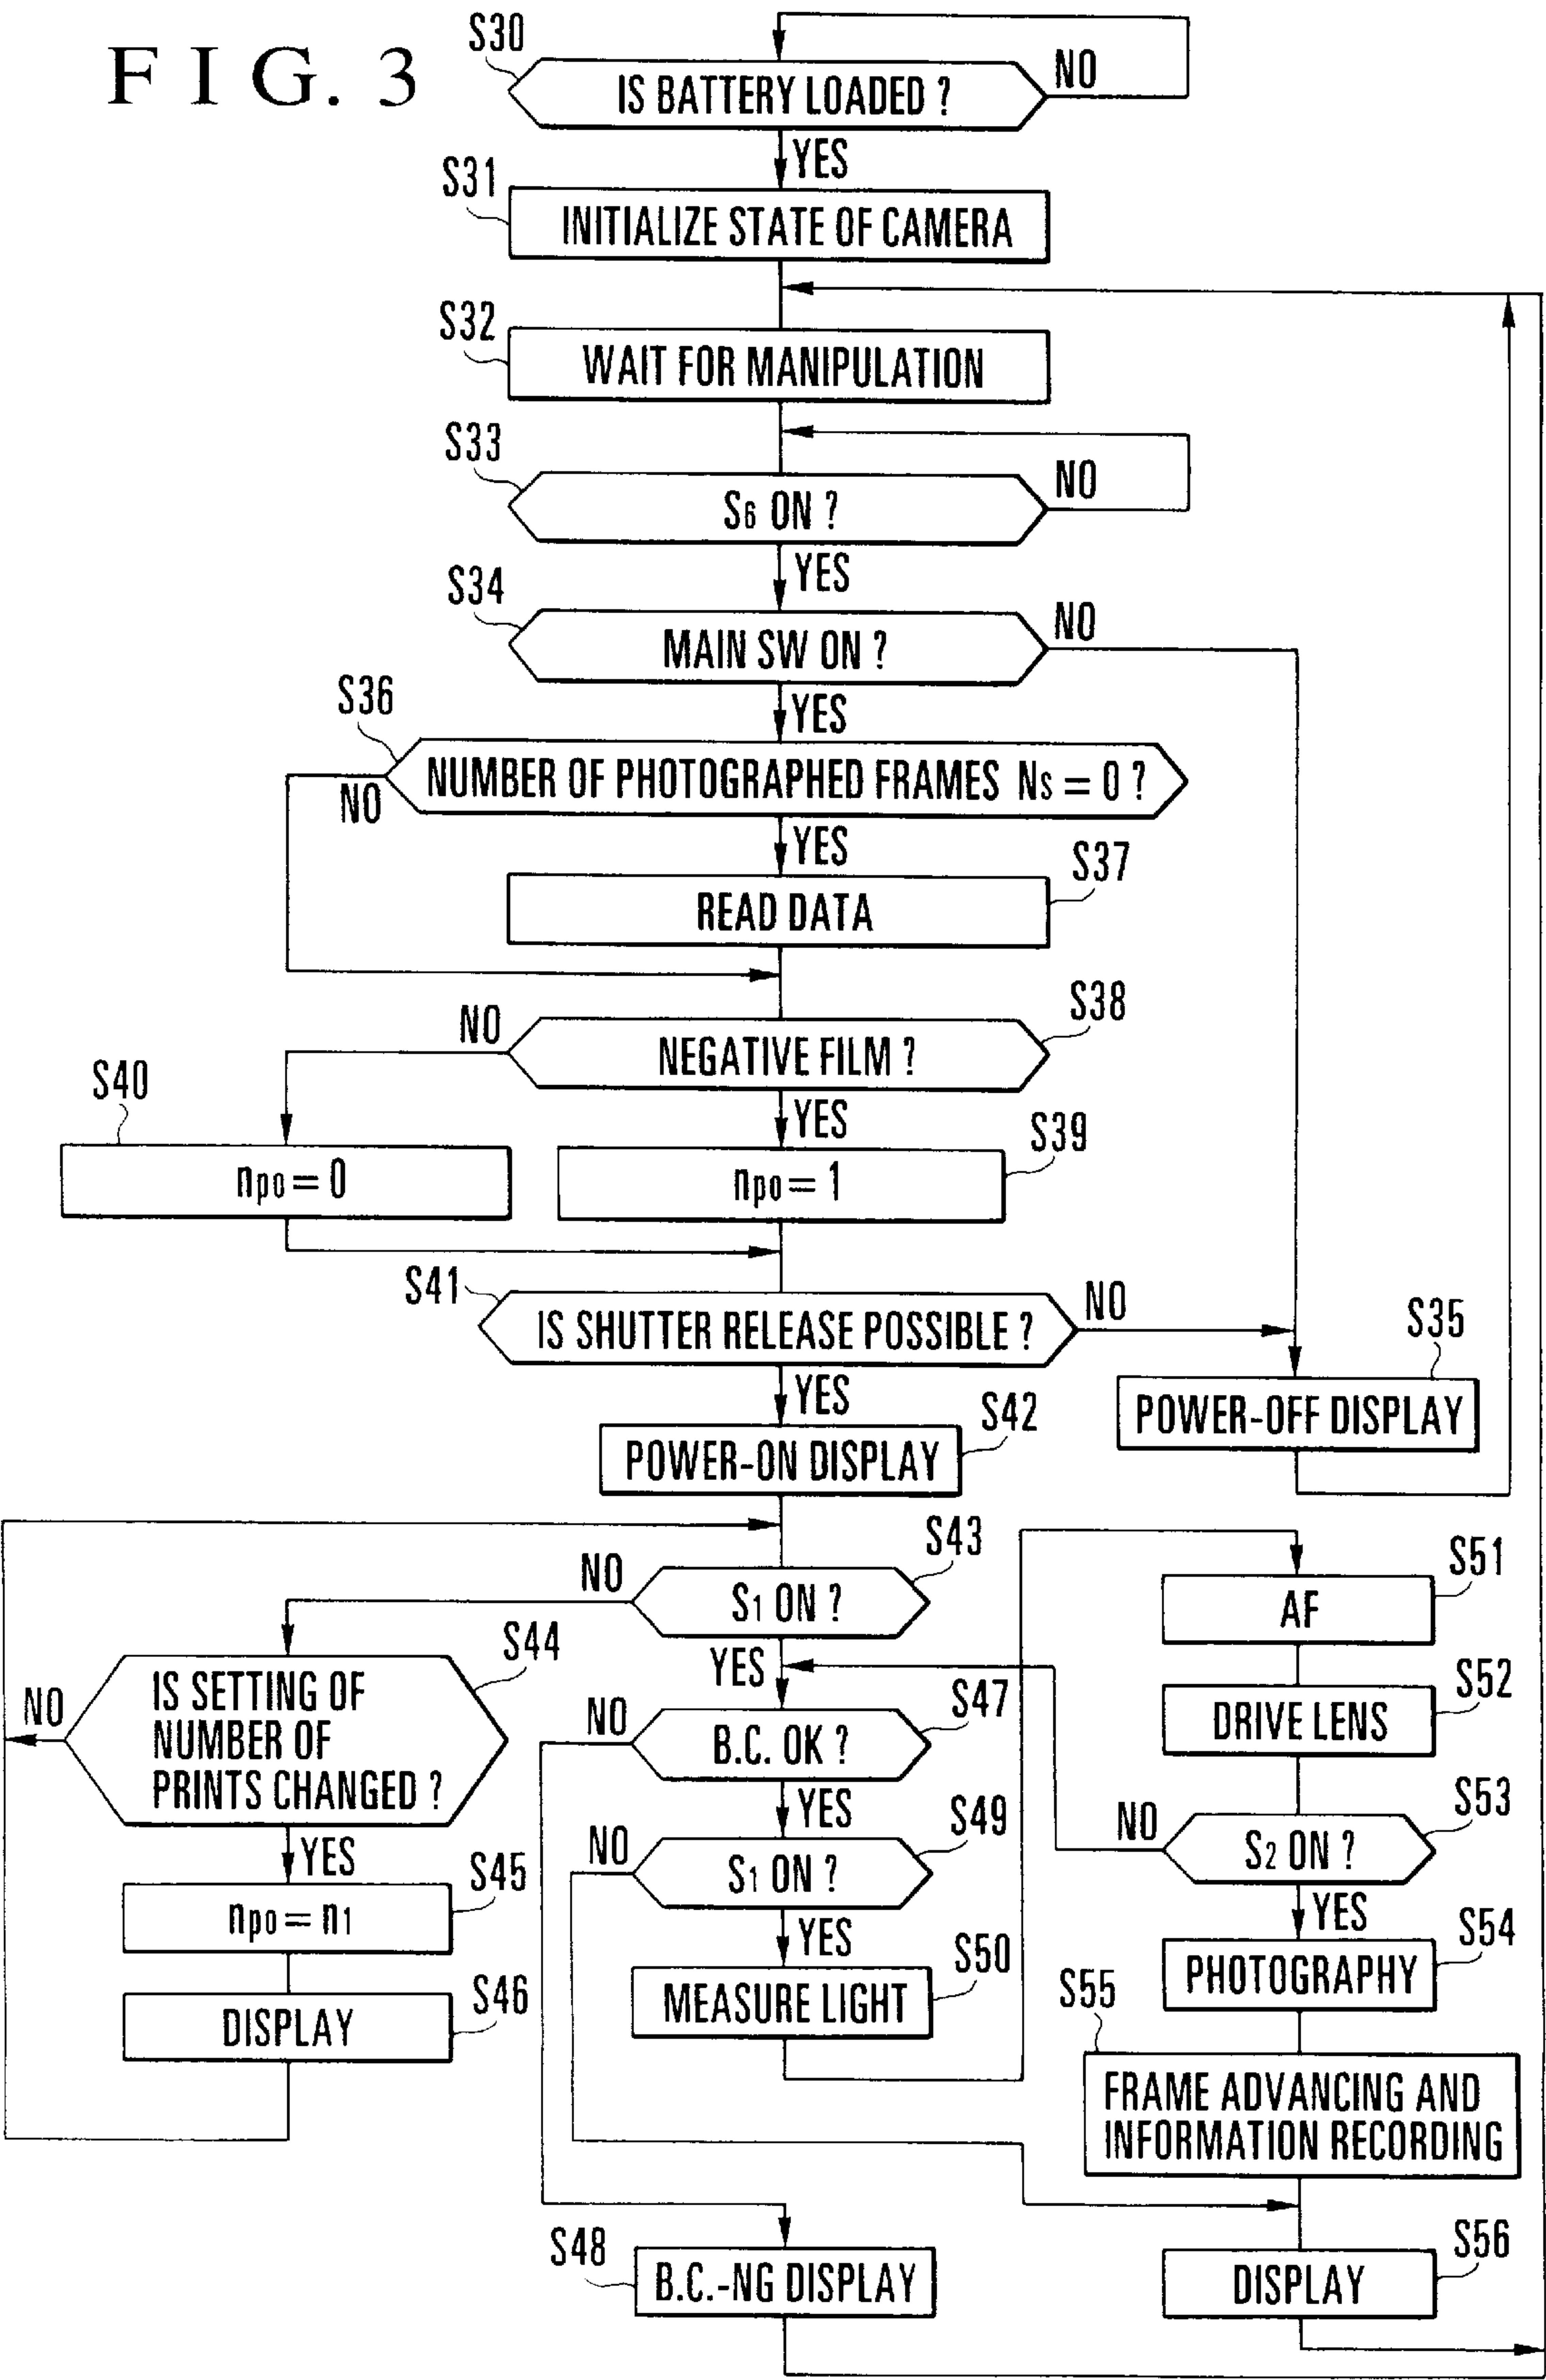 FIG. 3
S30
IS BATTERY LOADED ?
NO
YES
S31
INITIALIZE STATE OF CAMERA
S32
WAIT FOR MANIPULATION
S33
S6 ON ?
NO
YES
S34
MAIN SW ON ?
NO
YES
S36
NUMBER OF PHOTOGRAPHED FRAMES NS = 0 ?
NO
YES
S37
READ DATA
S38
NO
NEGATIVE FILM ?
YES
S40
npo = 0
S39
npo = 1
S41
IS SHUTTER RELEASE POSSIBLE ?
NO
YES
S35
POWER-OFF DISPLAY
S42
POWER-ON DISPLAY
S43
NO
S1 ON ?
YES
S44
IS SETTING OF
NUMBER OF
PRINTS CHANGED ?
NO
YES
S45
npo = n1
S46
DISPLAY
S47
NO
B.C. OK ?
YES
S49
NO
S1 ON ?
YES
S50
MEASURE LIGHT
S48
B.C.-NG DISPLAY
S51
AF
S52
DRIVE LENS
S53
NO
S2 ON ?
YES
S54
PHOTOGRAPHY
S55
FRAME ADVANCING AND
INFORMATION RECORDING
S56
DISPLAY